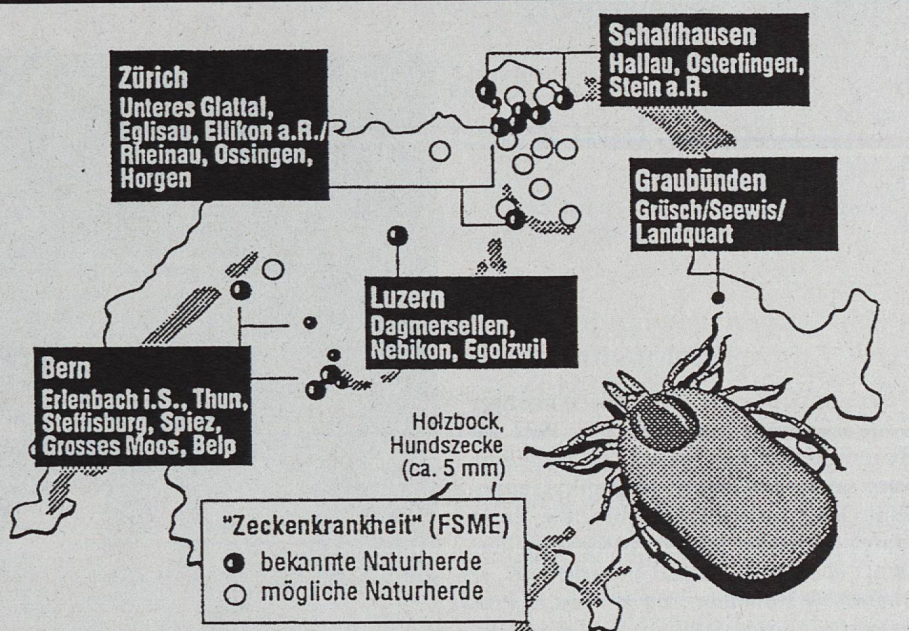 Zürich
Unteres Glattal,
Eglisau, Ellikon a.R./
Rheinau, Ossingen,
Horgen
Schaffhausen
Hallau, Osterfingen,
Stein a.R.
Graubünden
Grüsch/Seewis/
Landquart
Luzern
Dagmersellen,
Nebikon, Egolzwil
Bern
Erlenbach i.S., Thun,
Steffisburg, Spiez,
Grosses Moos, Belp
Holzbock,
Hundszecke
(ca. 5 mm)
"Zeckenkrankheit" (FSME)
bekannte Naturherde
mögliche Naturherde